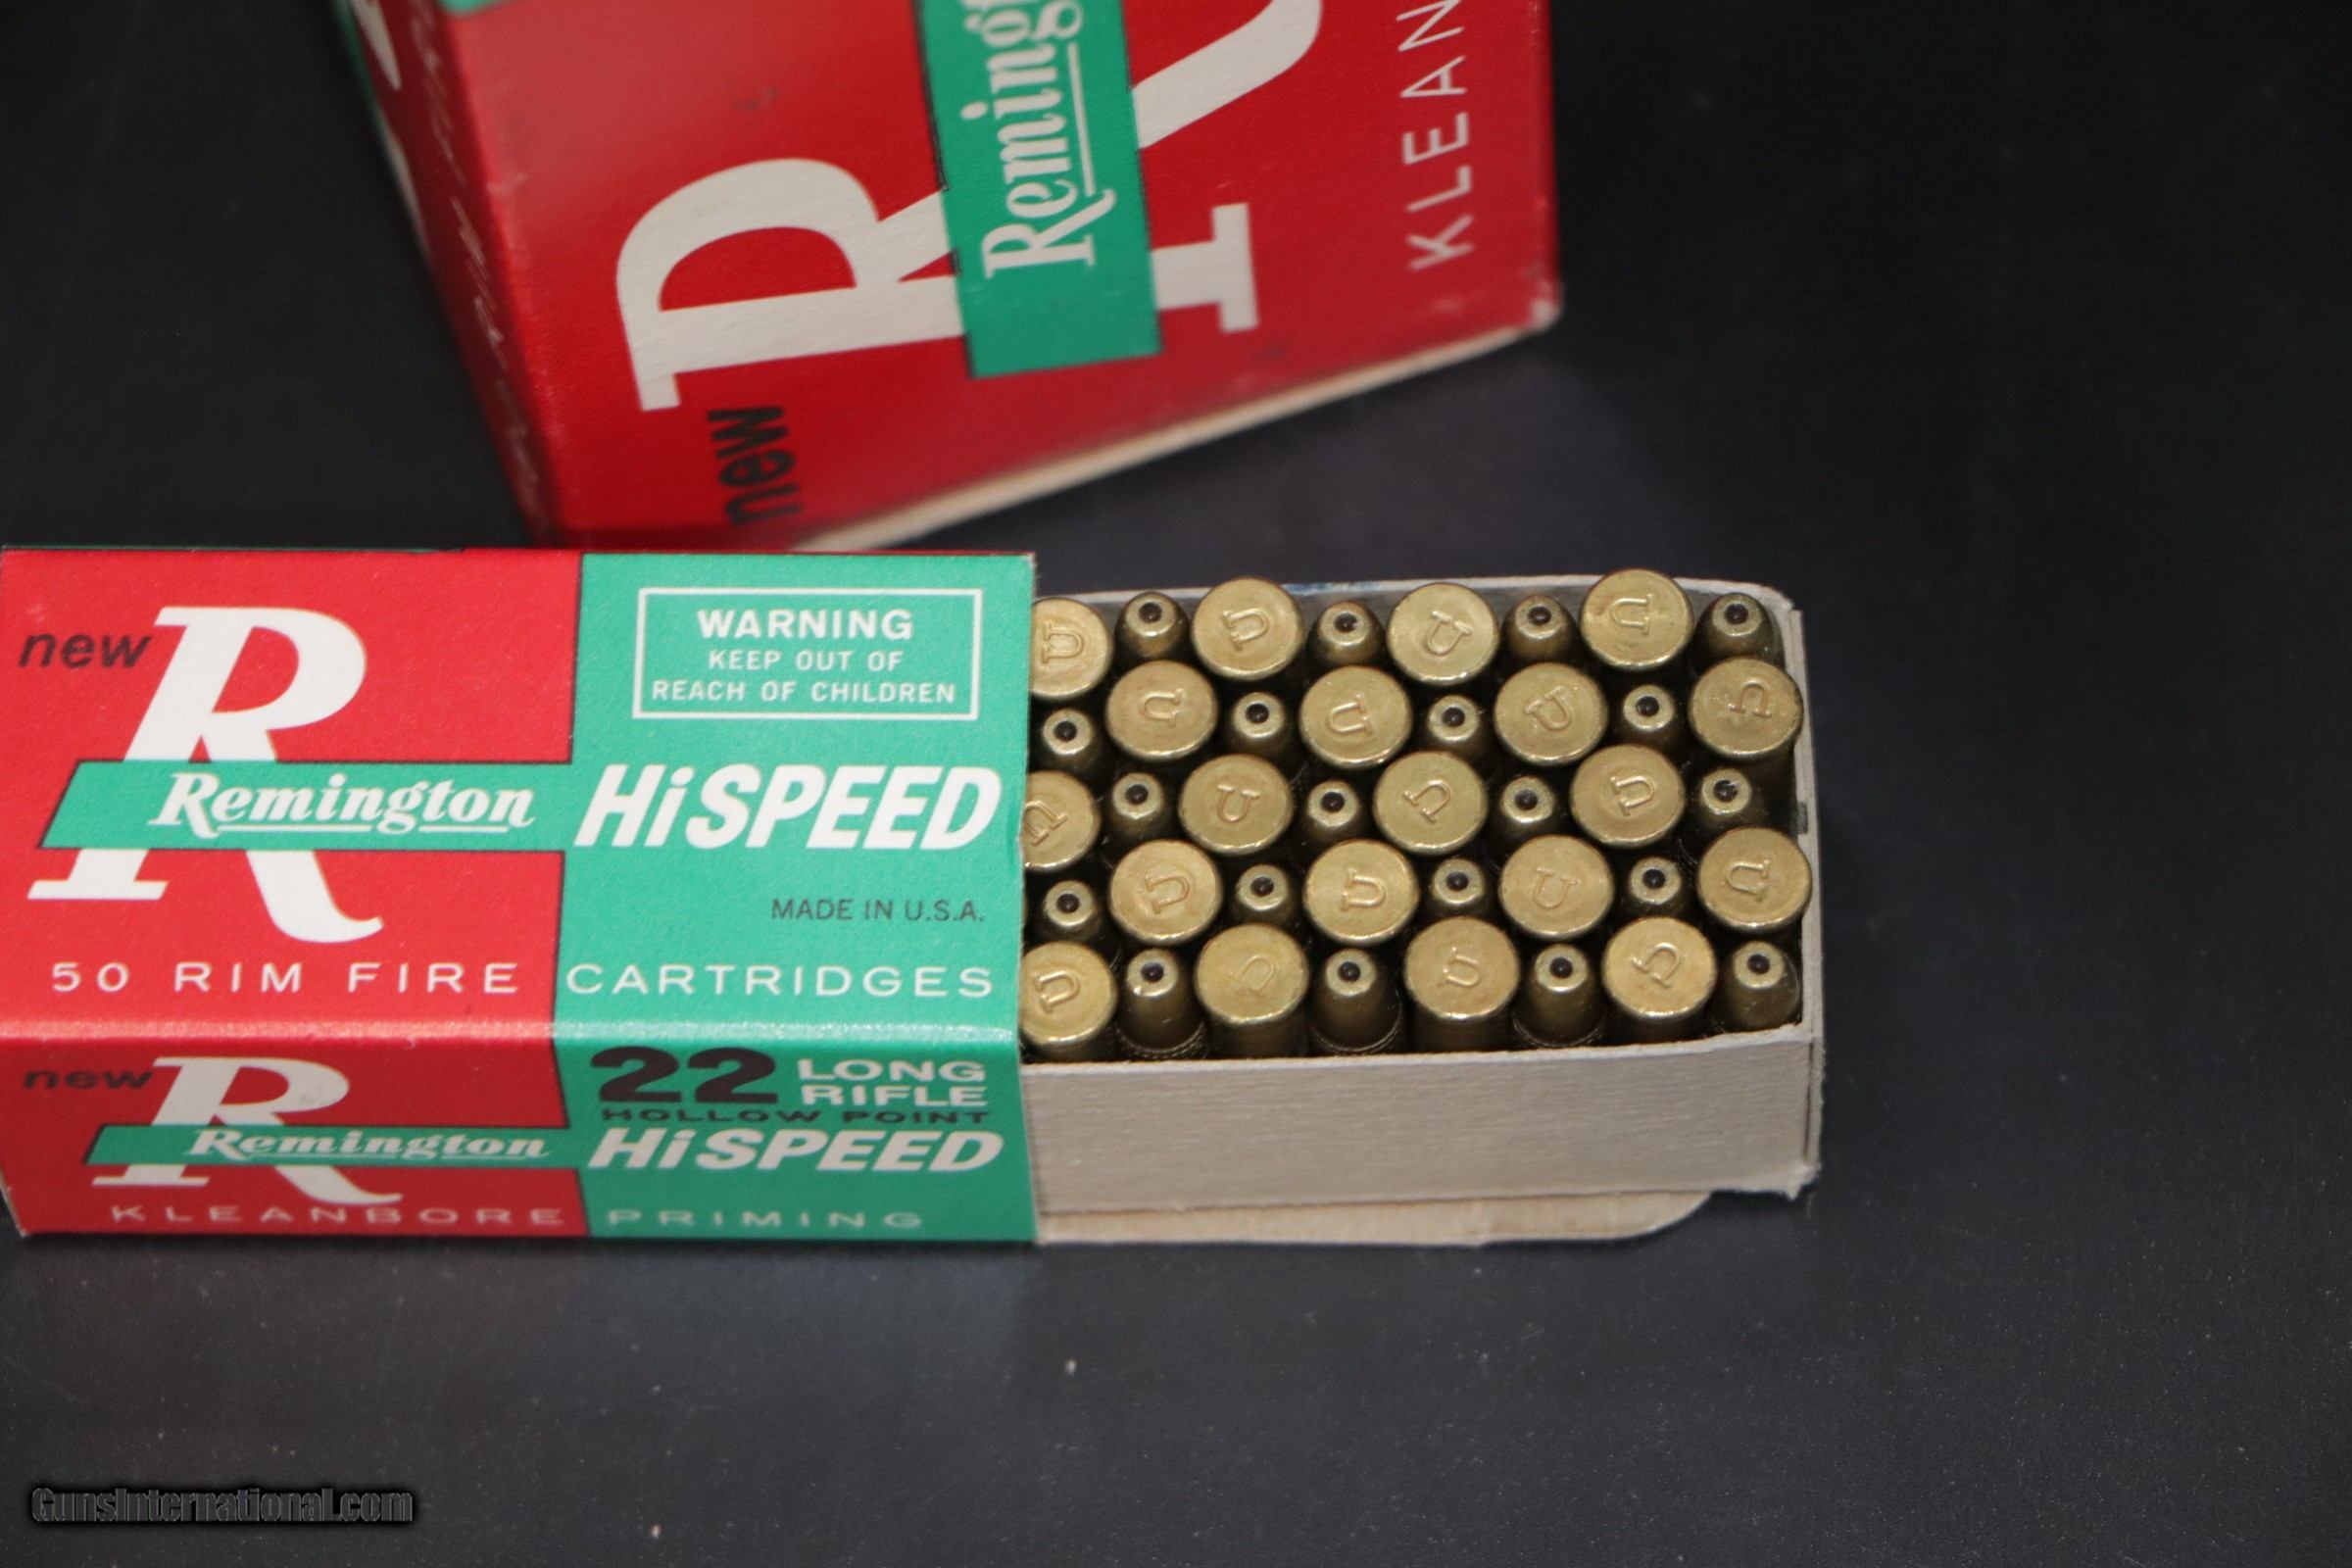 Remingt
KLEAN
new
new
R
Remington
WARNING
KEEP OUT OF
REACH OF CHILDREN
HiSPEED
MADE IN U.S.A.
50 RIM FIRE CARTRIDGES
new
R
Remington
22 LONG
RIFLE
HOLLOW POINT
HiSPEED
KLEANBORE PRIMING
U U U U
U U U U
U U U U
U U U U
U U U U
GunsInternational.com